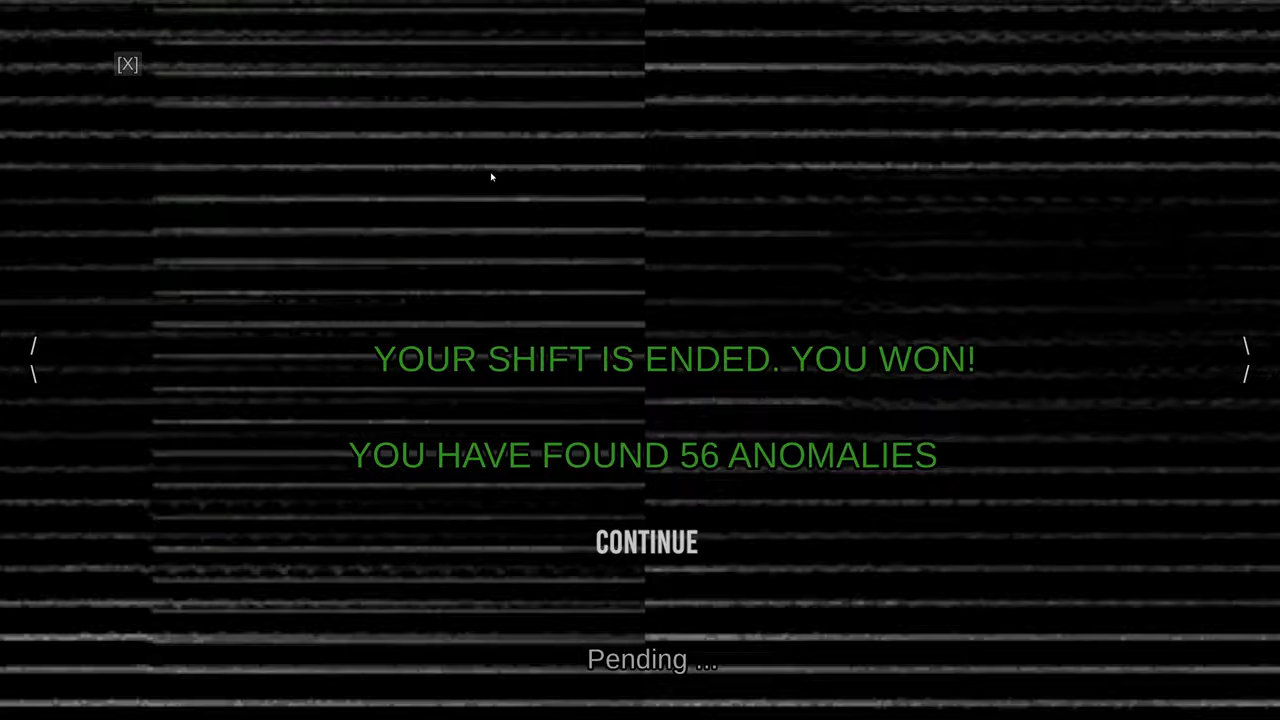 [X]
/ \
\ /
YOUR SHIFT IS ENDED. YOU WON!
YOU HAVE FOUND 56 ANOMALIES
CONTINUE
Pending ...